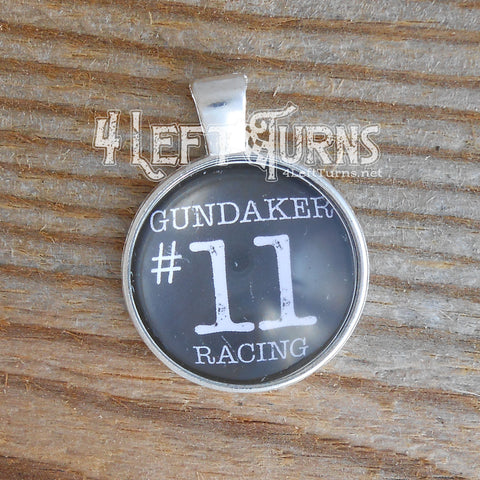 4 Left Turns
4LeftTurns.net
GUNDAKER
# 11
RACING